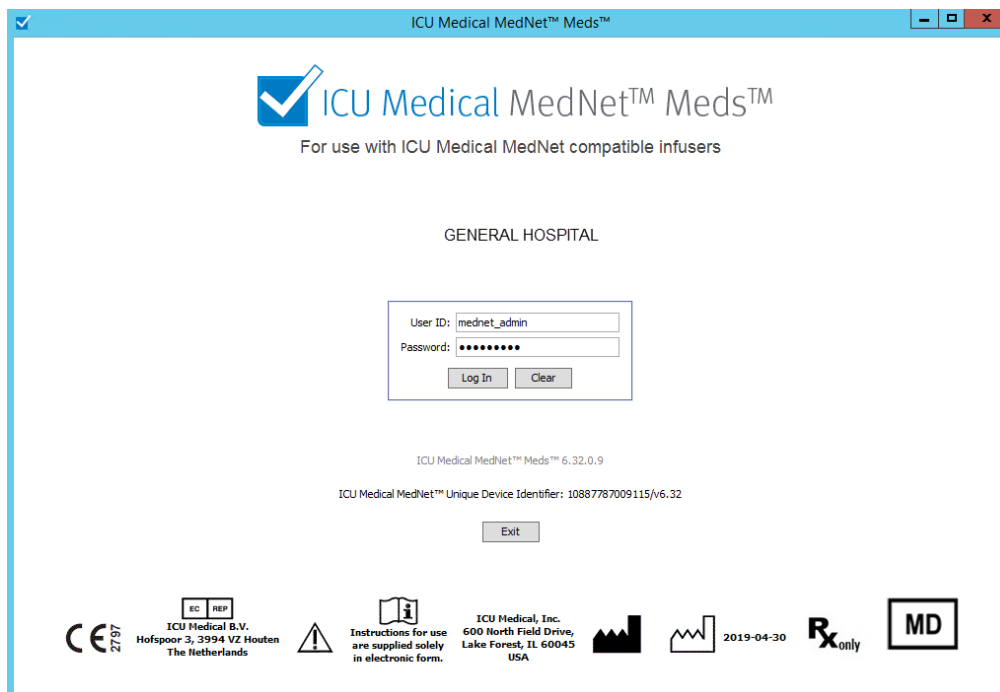 ICU Medical MedNet™ Meds™
ICU Medical MedNet™ Meds™
For use with ICU Medical MedNet compatible infusers
GENERAL HOSPITAL
User ID: mednet_admin
Password: •••••••••
Log In Clear
ICU Medical MedNet™ Meds™ 6.32.0.9
ICU Medical MedNet™ Unique Device Identifier: 10887787009115/v6.32
Exit
CE 2797
EC REP
ICU Medical B.V.
Hofspoor 3, 3994 VZ Houten
The Netherlands
Instructions for use
are supplied solely
in electronic form.
ICU Medical, Inc.
600 North Field Drive,
Lake Forest, IL 60045
USA
2019-04-30
Rx only
MD